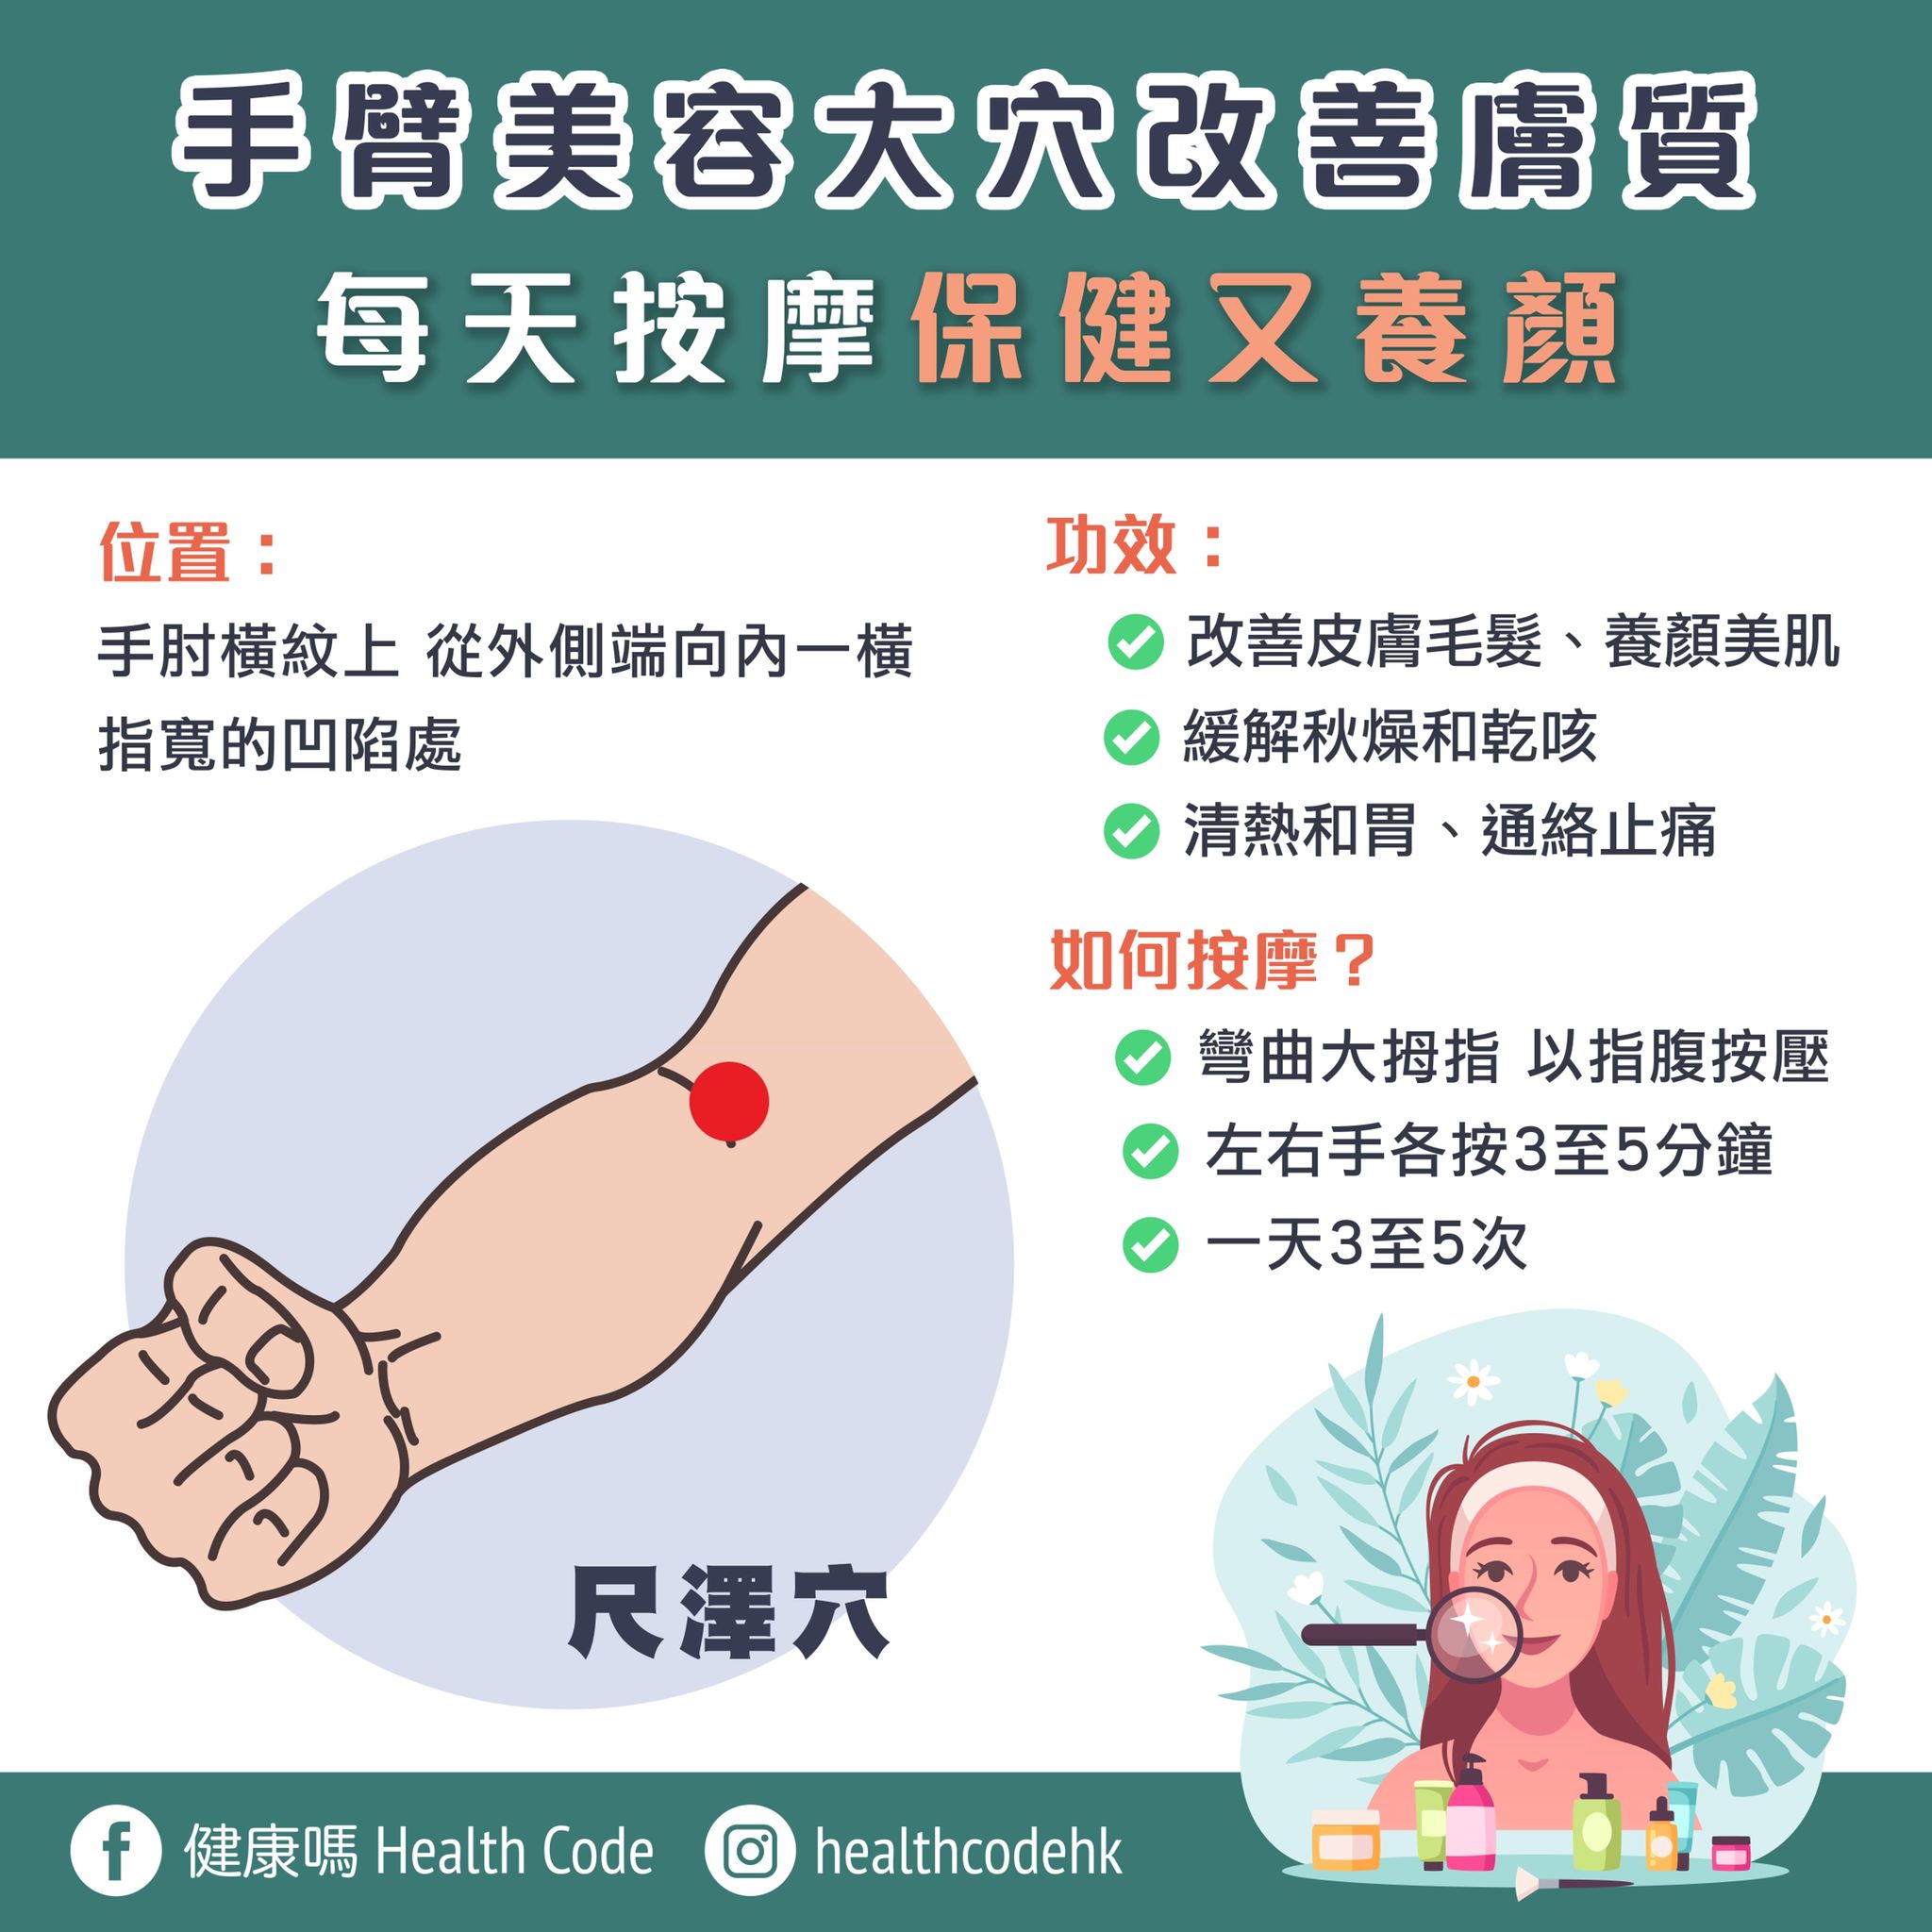 手臂美容大穴改善膚質
每天按摩保健又養顏
位置：
手肘橫紋上 從外側端向內一橫
指寬的凹陷處
尺澤穴
功效：
改善皮膚毛髮、養顏美肌
緩解秋燥和乾咳
清熱和胃、通絡止痛
如何按摩？
彎曲大拇指 以指腹按壓
左右手各按3至5分鐘
一天3至5次
健康嗎 Health Code
healthcodehk